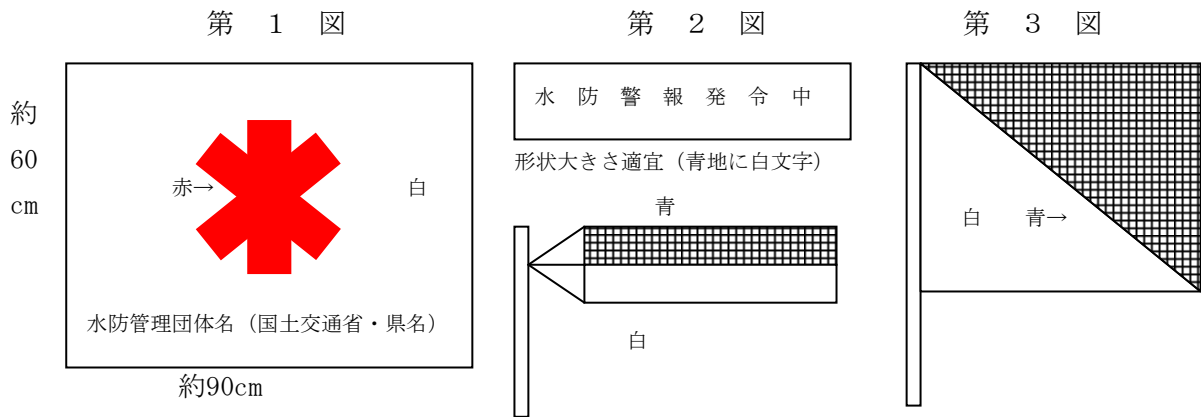 第 1 図
約
60
cm
赤→
白
水防管理団体名（国土交通省・県名）
約90cm
第 2 図
水防警報発令中
形状大きさ適宜（青地に白文字）
青
白
第 3 図
白 青→